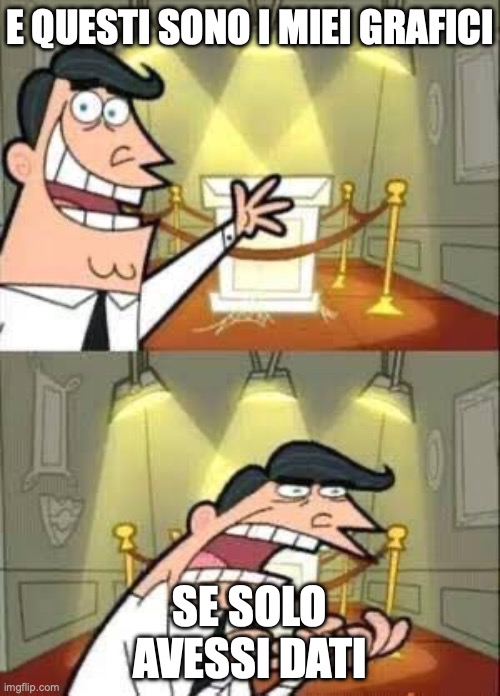 E QUESTI SONO I MIEI GRAFICI
SE SOLO
AVESSI DATI
imgflip.com